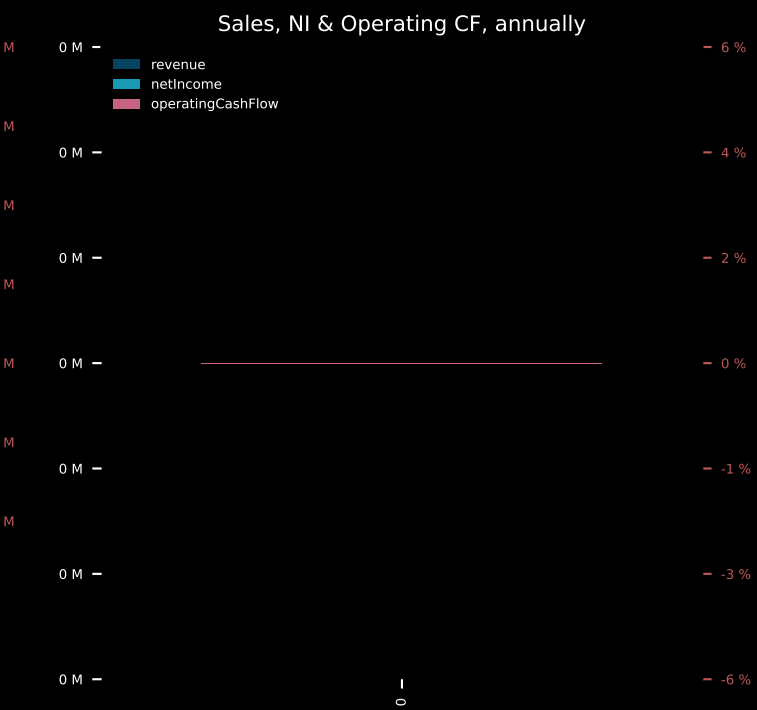 Sales, NI & Operating CF, annually
M
0 M
6 %
revenue
netIncome
operatingCashFlow
M
0 M
4 %
M
0 M
2 %
M
M
0 M
0 %
M
0 M
-1 %
M
0 M
-3 %
0 M
-6 %
0